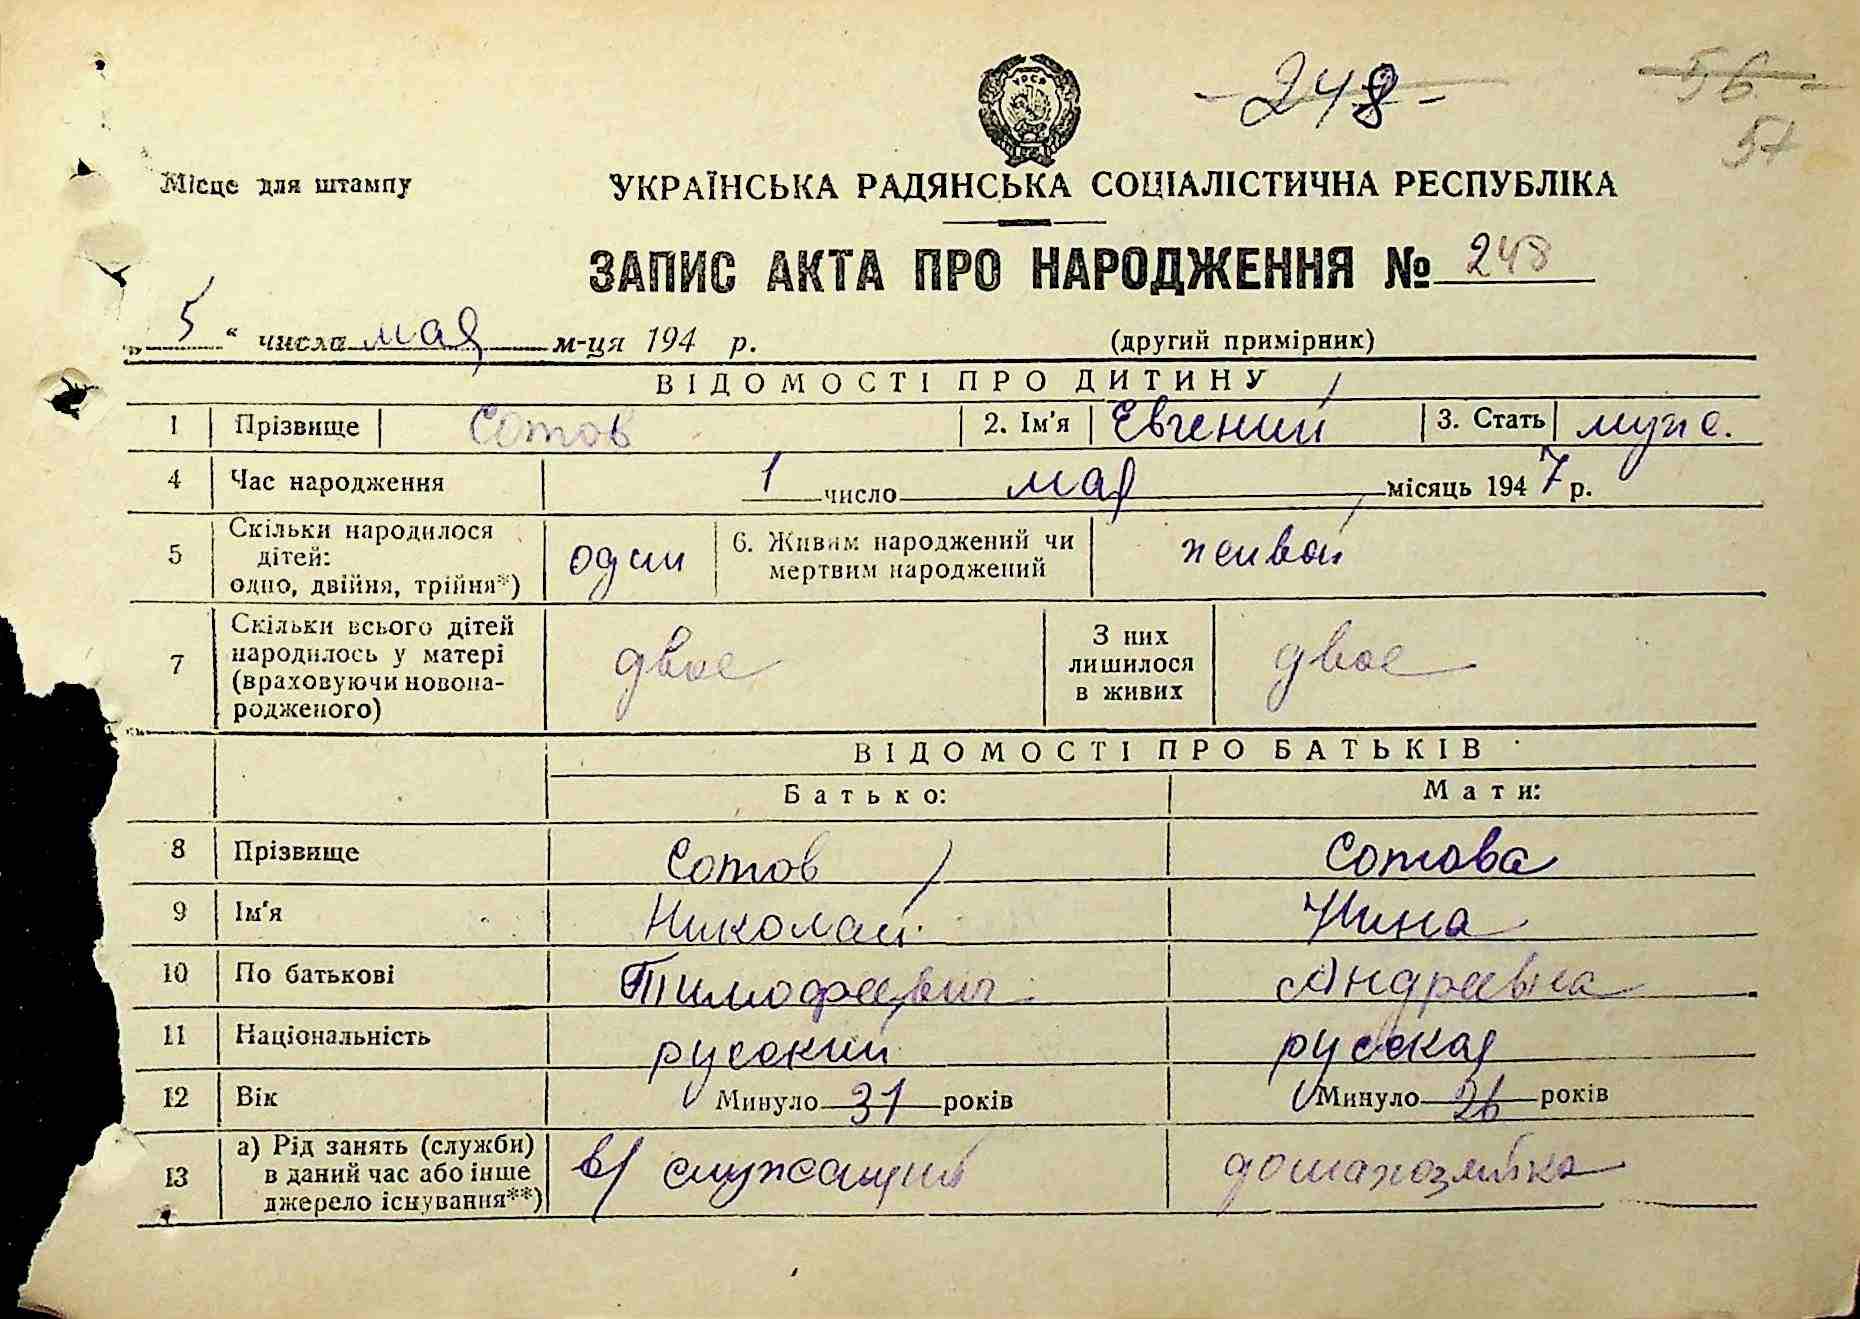 - 248 -
56 -
57
УРСР
Місце для штампу
УКРАЇНСЬКА РАДЯНСЬКА СОЦІАЛІСТИЧНА РЕСПУБЛІКА
ЗАПИС АКТА ПРО НАРОДЖЕННЯ № 248
„ 5 “ числа мая м-ця 194 р. (другий примірник)
ВІДОМОСТІ ПРО ДИТИНУ
1 Прізвище Сотов 2. Ім'я Евгений 3. Стать муж.
4 Час народження 1 число мая місяць 1947 р.
5 Скільки народилося дітей: одно, двійня, трійня*) один 6. Живим народжений чи мертвим народжений живой
7 Скільки всього дітей народилось у матері (враховуючи новонародженого) двое З них лишилося в живих двое
ВІДОМОСТІ ПРО БАТЬКІВ
Батько: Мати:
8 Прізвище Сотов Сотова
9 Ім'я Николай Нина
10 По батькові Тимофеевич Андреевна
11 Національність русский русская
12 Вік Минуло 31 років Минуло 26 років
13 а) Рід занять (служби) в даний час або інше джерело існування**) в/служащий домахозяйка